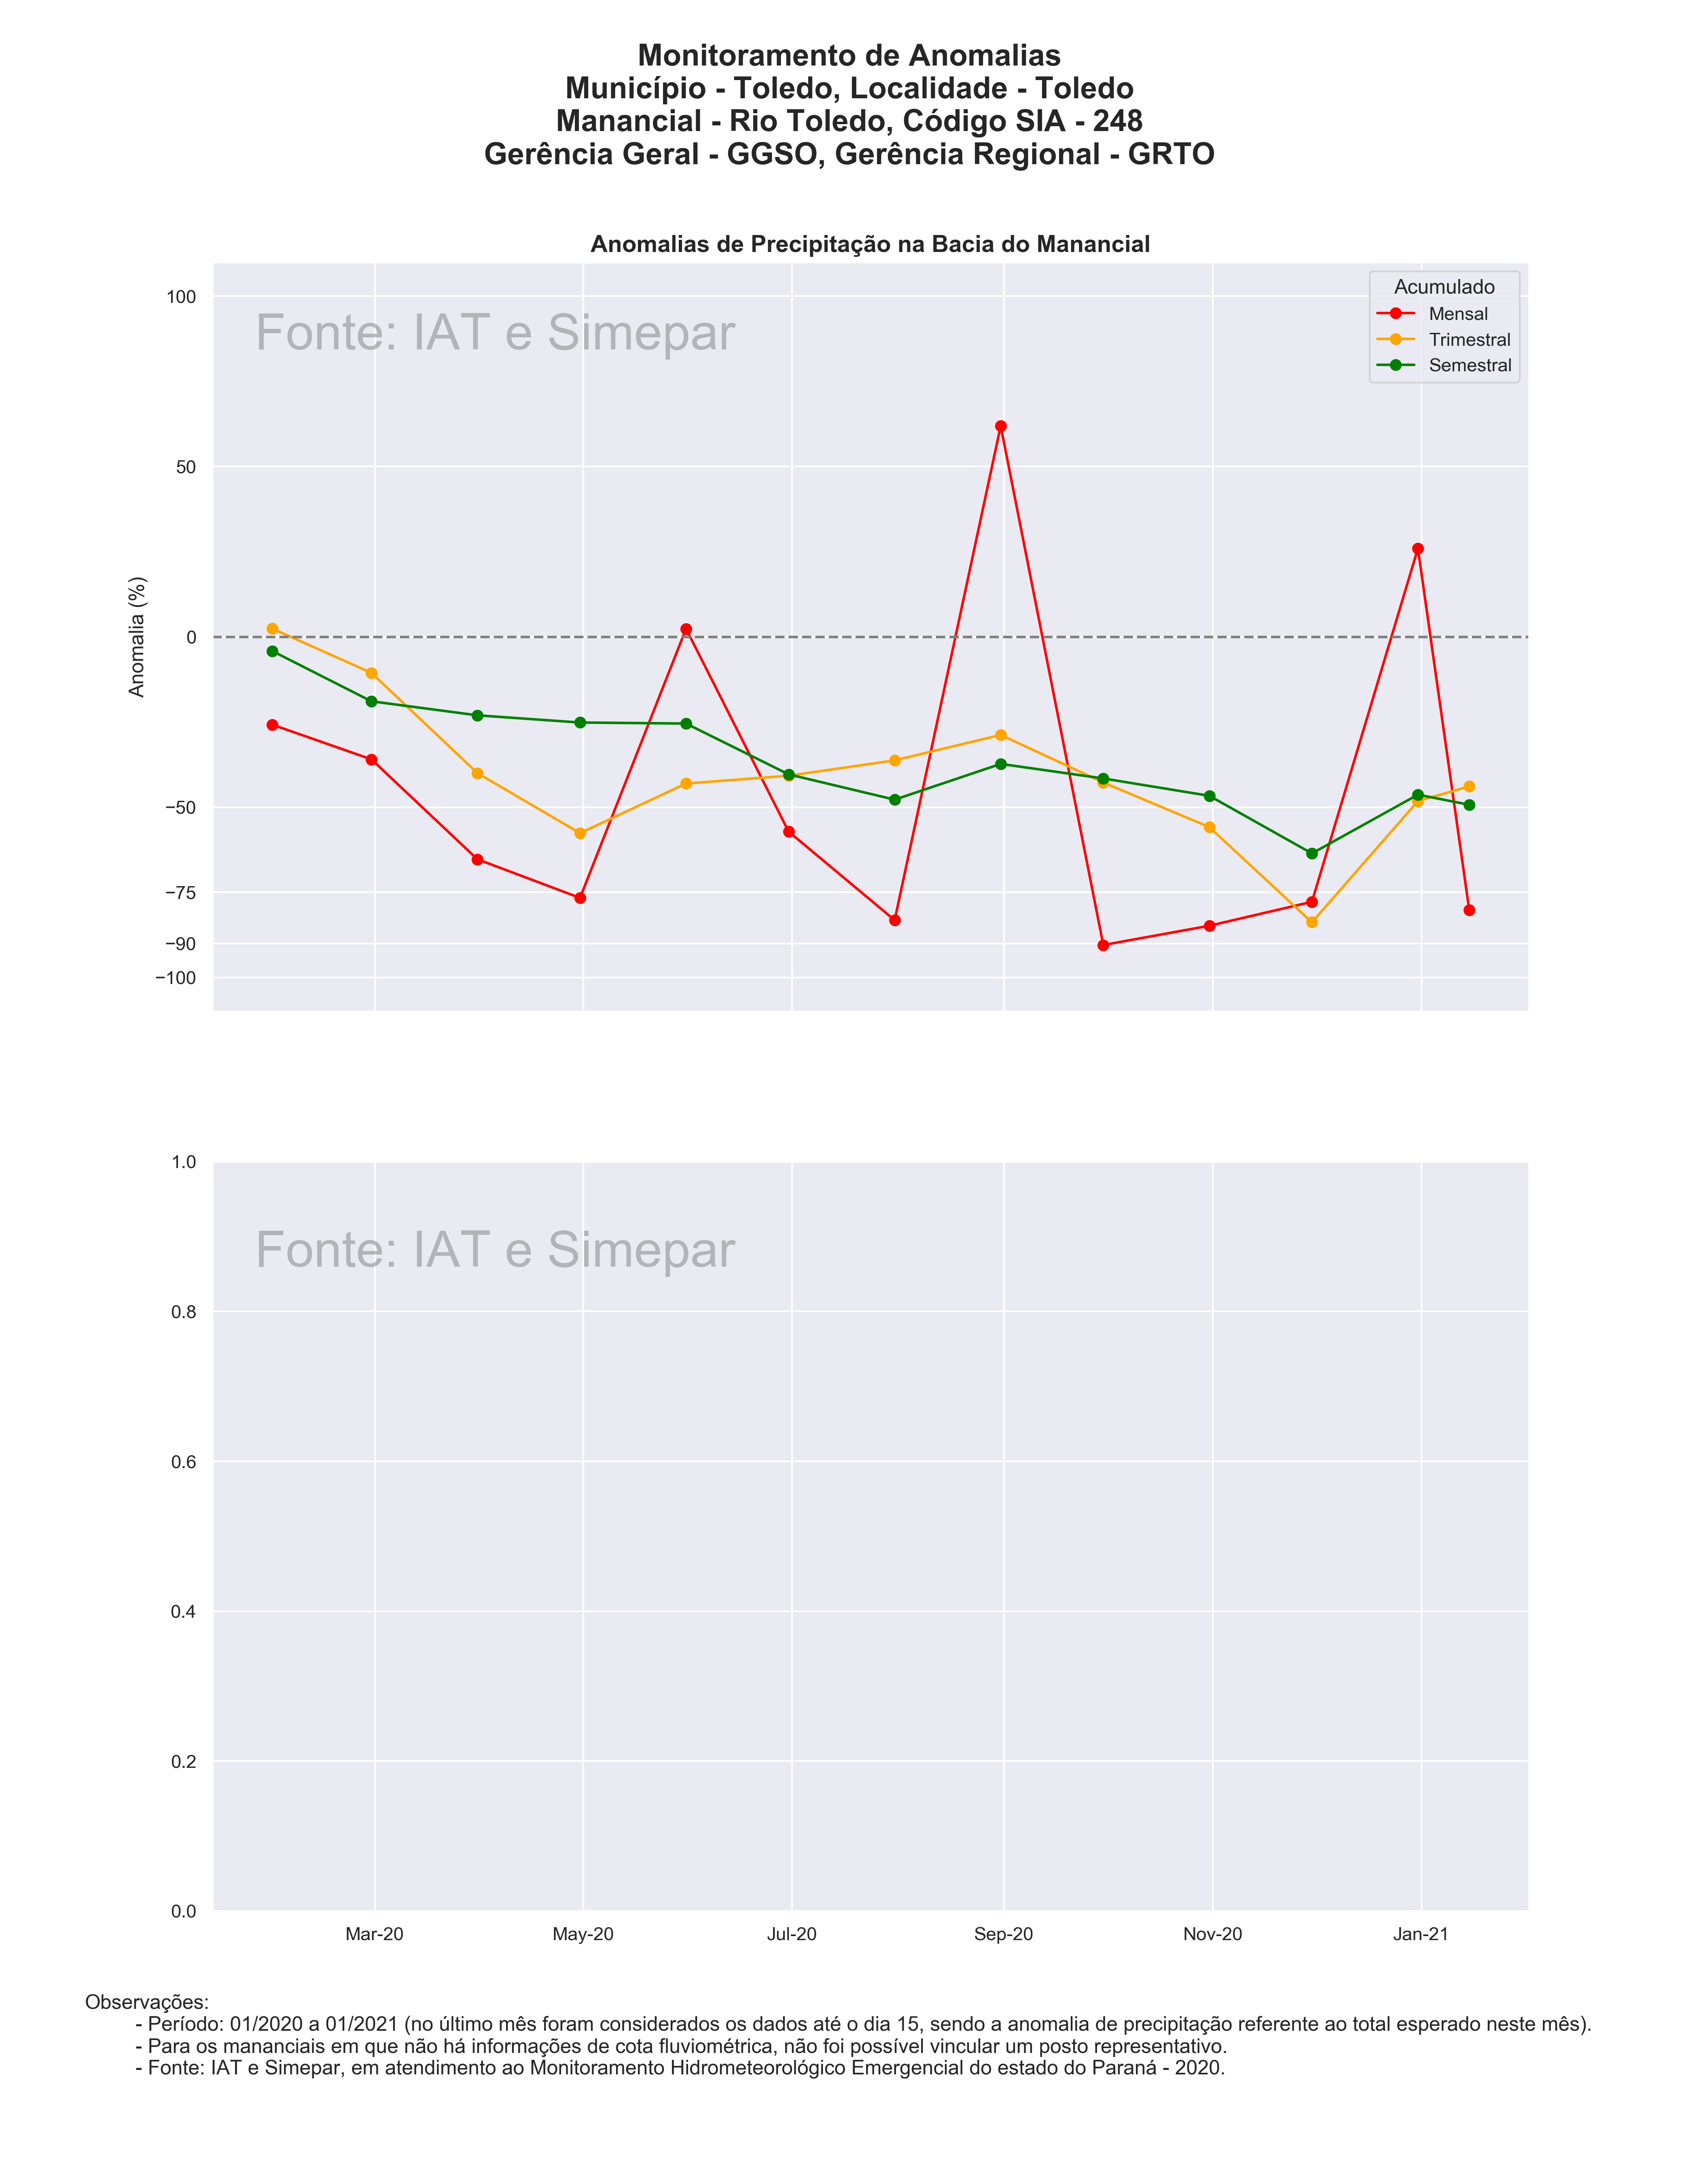 Monitoramento de Anomalias
Município - Toledo, Localidade - Toledo
Manancial - Rio Toledo, Código SIA - 248
Gerência Geral - GGSO, Gerência Regional - GRTO
Anomalias de Precipitação na Bacia do Manancial
Fonte: IAT e Simepar
Acumulado
Mensal
Trimestral
Semestral
Anomalia (%)
100
50
0
−50
−75
−90
−100
Fonte: IAT e Simepar
1.0
0.8
0.6
0.4
0.2
0.0
Mar-20 May-20 Jul-20 Sep-20 Nov-20 Jan-21
Observações:
- Período: 01/2020 a 01/2021 (no último mês foram considerados os dados até o dia 15, sendo a anomalia de precipitação referente ao total esperado neste mês).
- Para os mananciais em que não há informações de cota fluviométrica, não foi possível vincular um posto representativo.
- Fonte: IAT e Simepar, em atendimento ao Monitoramento Hidrometeorológico Emergencial do estado do Paraná - 2020.